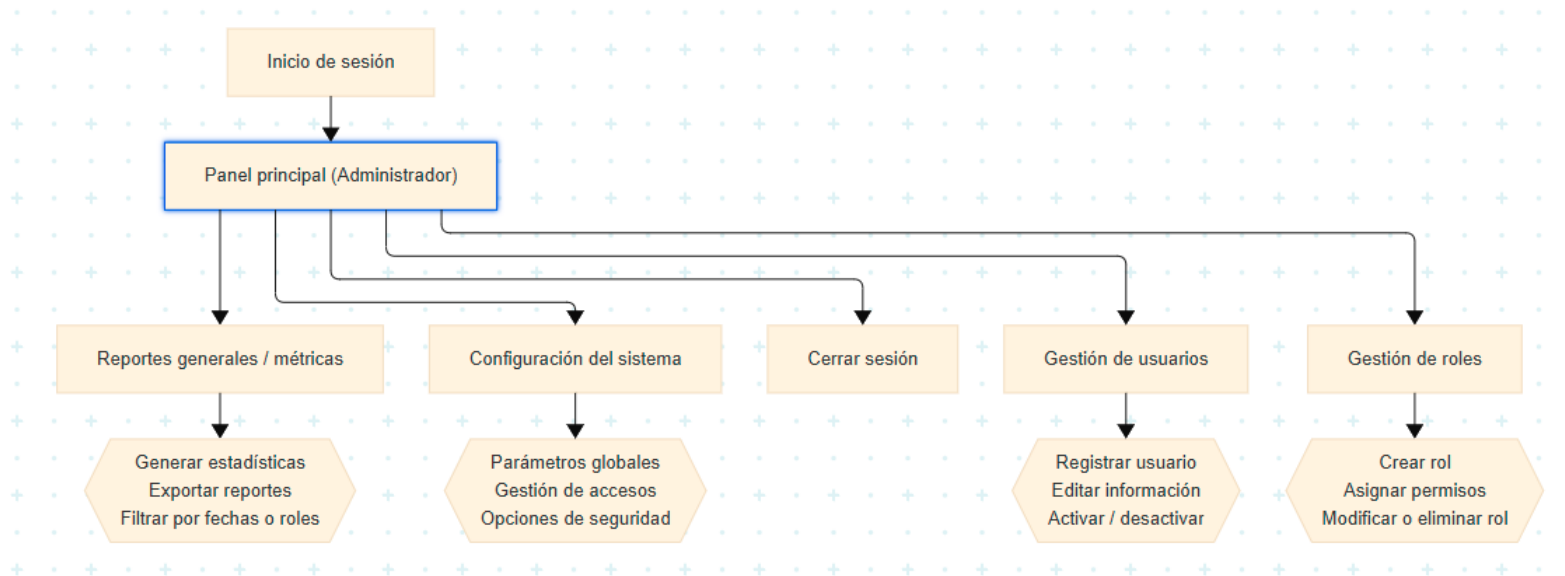 Inicio de sesión
Panel principal (Administrador)
Reportes generales / métricas
Configuración del sistema
Cerrar sesión
Gestión de usuarios
Gestión de roles
Generar estadísticas
Exportar reportes
Filtrar por fechas o roles
Parámetros globales
Gestión de accesos
Opciones de seguridad
Registrar usuario
Editar información
Activar / desactivar
Crear rol
Asignar permisos
Modificar o eliminar rol